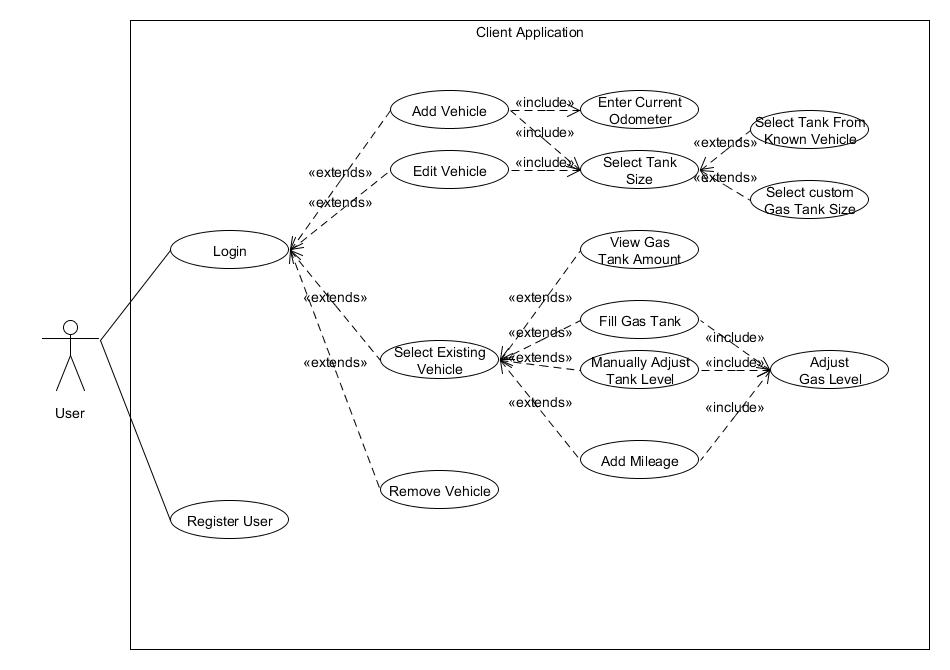 Client Application
Add Vehicle
«include»
Enter Current
Odometer
«include»
Select Tank From
Known Vehicle
«extends»
Edit Vehicle
«include»
Select Tank
Size
«extends»
«extends»
«extends»
Select custom
Gas Tank Size
Login
View Gas
Tank Amount
«extends»
«extends»
Fill Gas Tank
«extends»
«include»
Select Existing
Vehicle
«extends»
Manually Adjust
Tank Level
«include»
Adjust
Gas Level
«extends»
«extends»
«include»
User
Add Mileage
Remove Vehicle
Register User